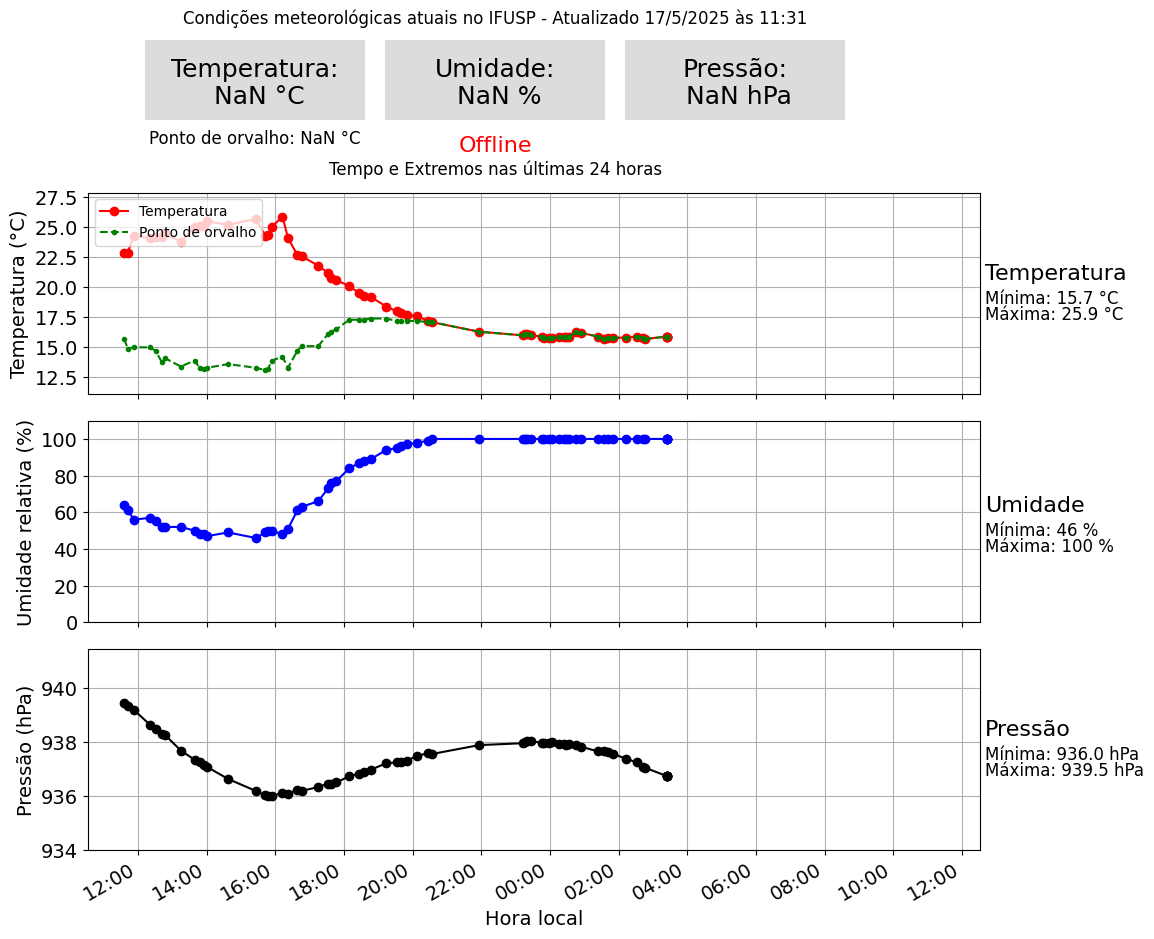 Condições meteorológicas atuais no IFUSP - Atualizado 17/5/2025 às 11:31
Temperatura:
NaN °C
Umidade:
NaN %
Pressão:
NaN hPa
Ponto de orvalho: NaN °C
Offline
Tempo e Extremos nas últimas 24 horas
Temperatura (°C)
27.5
25.0
22.5
20.0
17.5
15.0
12.5
Temperatura
Ponto de orvalho
Temperatura
Mínima: 15.7 °C
Máxima: 25.9 °C
Umidade relativa (%)
100
80
60
40
20
0
Umidade
Mínima: 46 %
Máxima: 100 %
Pressão (hPa)
940
938
936
934
Pressão
Mínima: 936.0 hPa
Máxima: 939.5 hPa
12:00
14:00
16:00
18:00
20:00
22:00
00:00
02:00
04:00
06:00
08:00
10:00
12:00
Hora local